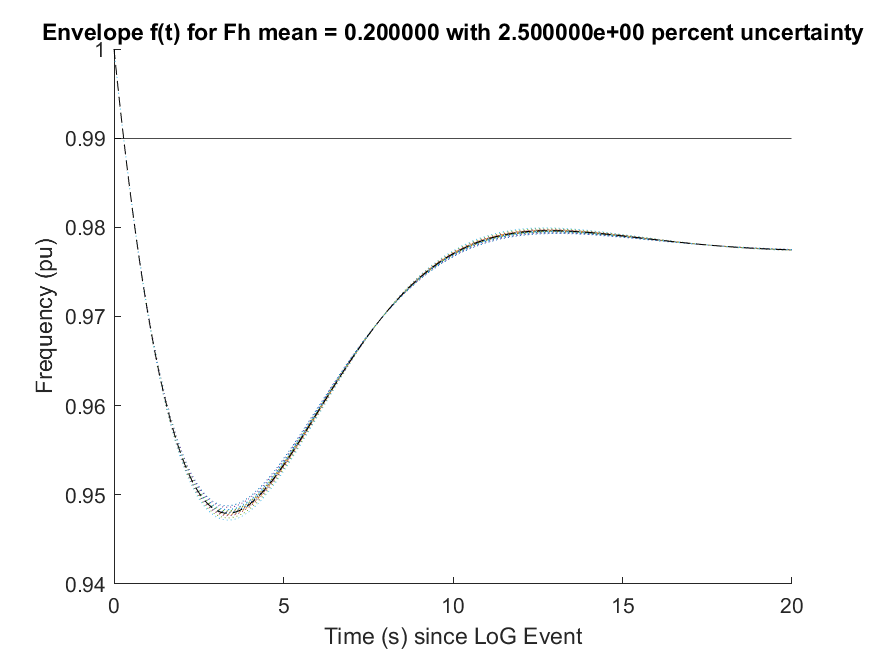 Envelope f(t) for Fh mean = 0.200000 with 2.500000e+00 percent uncertainty
1
0.99
0.98
0.97
0.96
0.95
0.94
Frequency (pu)
0 5 10 15 20
Time (s) since LoG Event